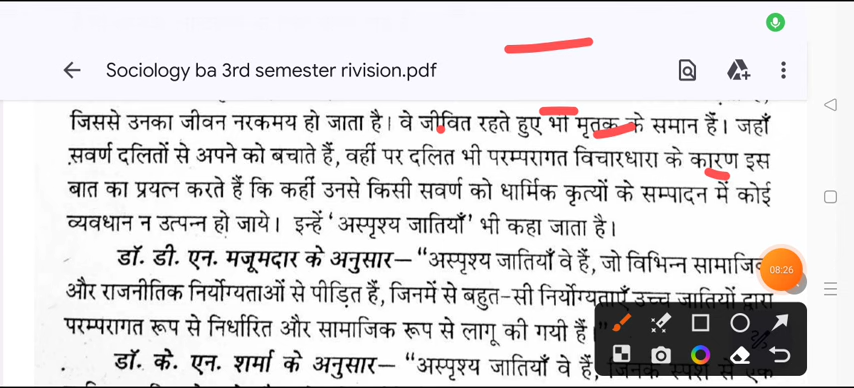 Sociology ba 3rd semester rivision.pdf
जिससे उनका जीवन नरकमय हो जाता है। वे जीवित रहते हुए भी मृतक के समान हैं। जहाँ
सवर्ण दलितों से अपने को बचाते हैं, वहीं पर दलित भी परम्परागत विचारधारा के कारण इस
बात का प्रयत्न करते हैं कि कहीं उनसे किसी सवर्ण को धार्मिक कृत्यों के सम्पादन में कोई
व्यवधान न उत्पन्न हो जाये। इन्हें ‘अस्पृश्य जातियाँ’ भी कहा जाता है।
डॉ. डी. एन. मजूमदार के अनुसार— “अस्पृश्य जातियाँ वे हैं, जो विभिन्न
08:26
और राजनीतिक निर्योग्यताओं से पीड़ित हैं, जिनमें से बहुत-सी निर्योग्यताएँ उच्च जातियों द्वारा
परम्परागत रूप से निर्धारित और सामाजिक रूप से लागू की गयी हैं।”
डॉ. के. एन. शर्मा के अनुसार— “अस्पृश्य जातियाँ वे हैं,